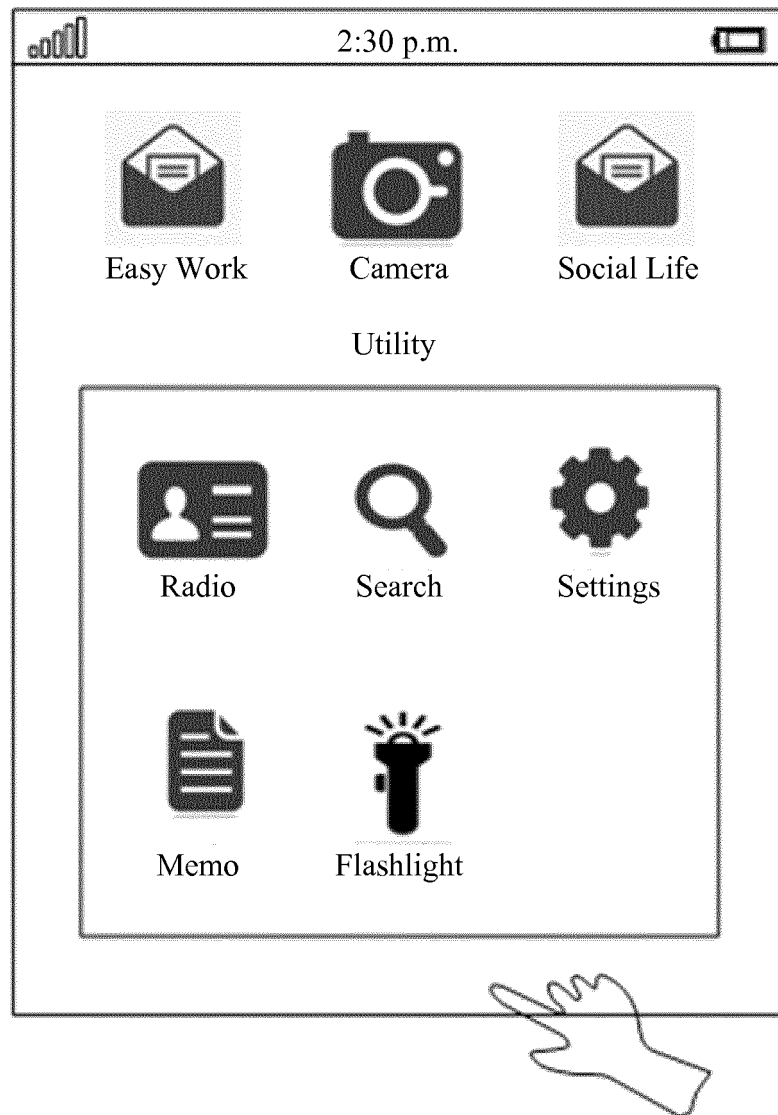 2:30 p.m.
Easy Work Camera Social Life
Utility
Radio Search Settings
Memo Flashlight